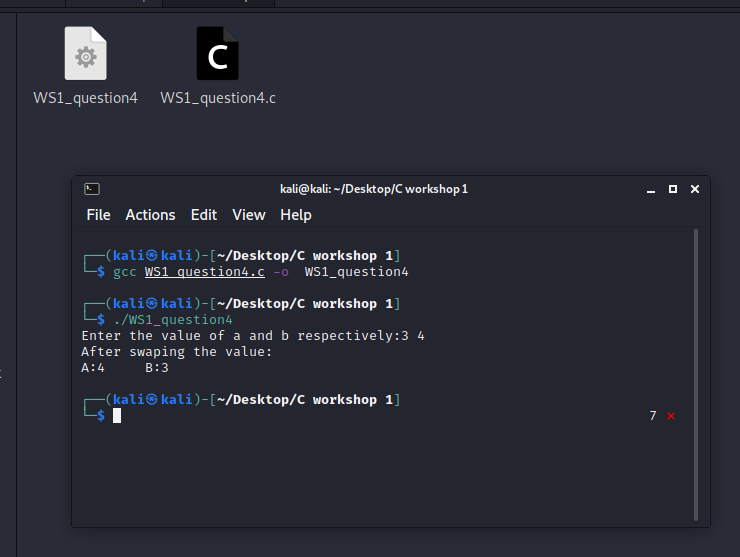 C
WS1_question4
WS1_question4.c
kali@kali: ~/Desktop/C workshop 1
File Actions Edit View Help
┌──(kali㉿kali)-[~/Desktop/C workshop 1]
└─$ gcc WS1_question4.c -o  WS1_question4
┌──(kali㉿kali)-[~/Desktop/C workshop 1]
└─$ ./WS1_question4
Enter the value of a and b respectively:3 4
After swaping the value:
A:4     B:3
┌──(kali㉿kali)-[~/Desktop/C workshop 1]
└─$ 7 ⨯